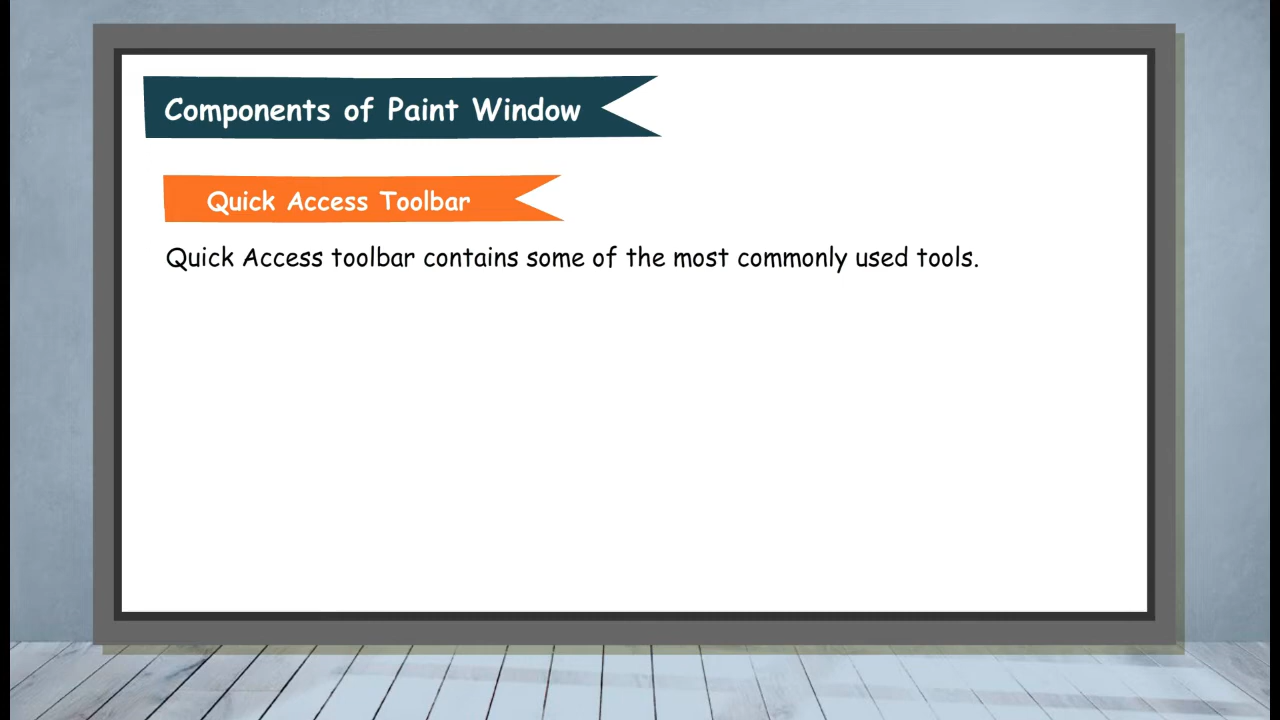 Components of Paint Window
Quick Access Toolbar
Quick Access toolbar contains some of the most commonly used tools.